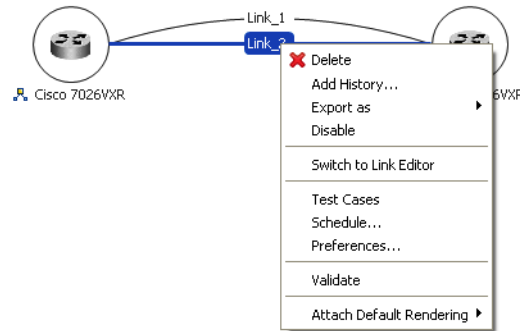 Link_1
Link_2
Delete
Cisco 7026VXR
Add History...
6VXR
Export as
Disable
Switch to Link Editor
Test Cases
Schedule...
Preferences...
Validate
Attach Default Rendering